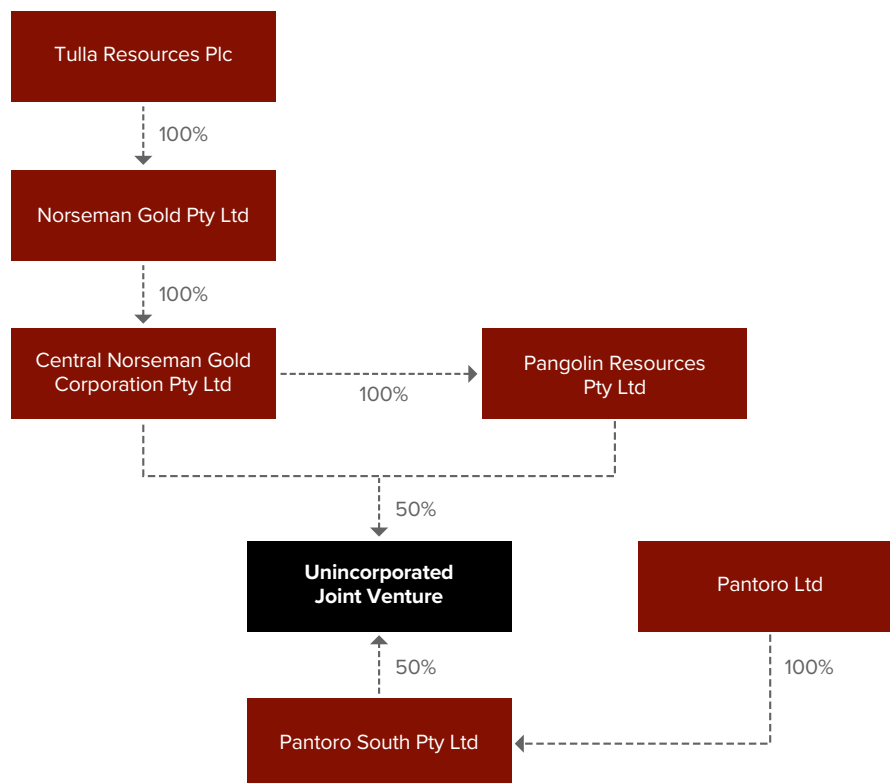 Tulla Resources Plc
100%
Norseman Gold Pty Ltd
100%
Central Norseman Gold
Corporation Pty Ltd
100%
Pangolin Resources
Pty Ltd
50%
Unincorporated
Joint Venture
Pantoro Ltd
50%
100%
Pantoro South Pty Ltd